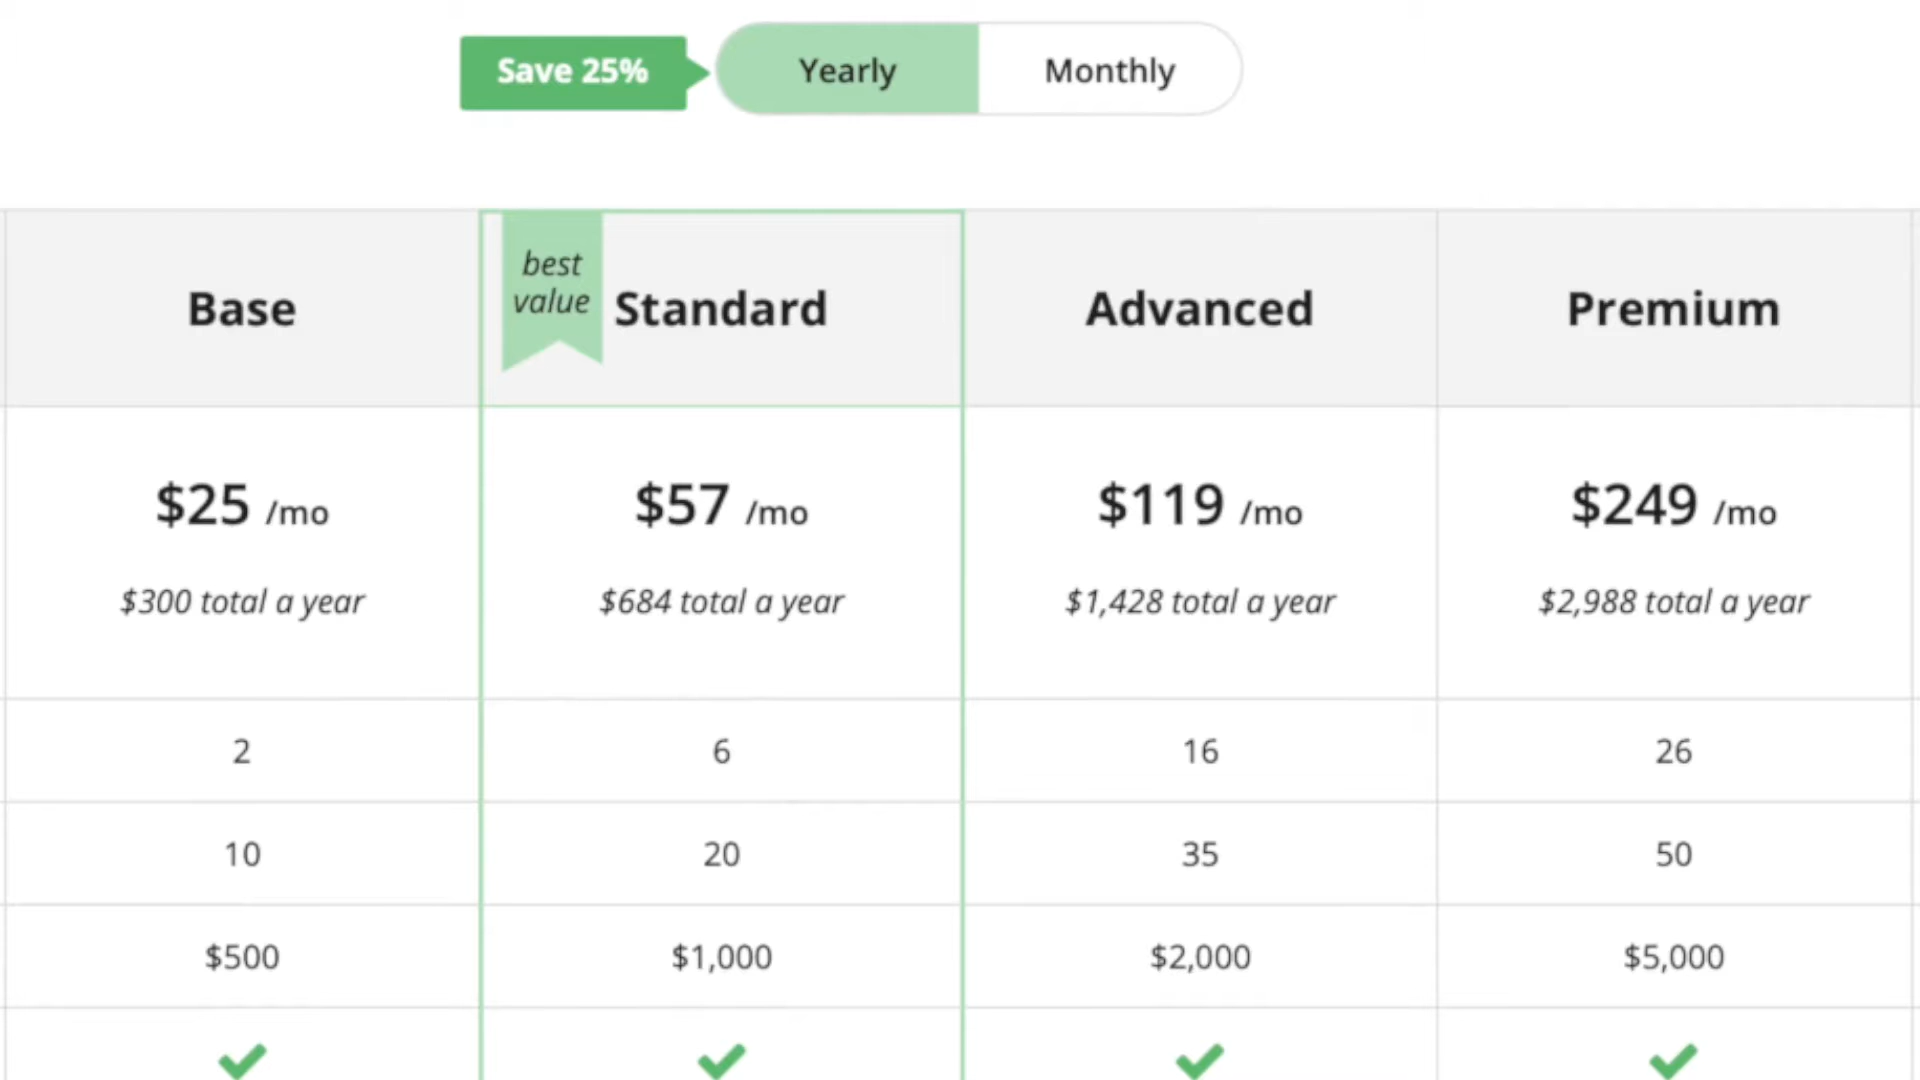 Save 25%
Yearly
Monthly
best
value
Base
Standard
Advanced
Premium
$25 /mo
$57 /mo
$119 /mo
$249 /mo
$300 total a year
$684 total a year
$1,428 total a year
$2,988 total a year
2
6
16
26
10
20
35
50
$500
$1,000
$2,000
$5,000